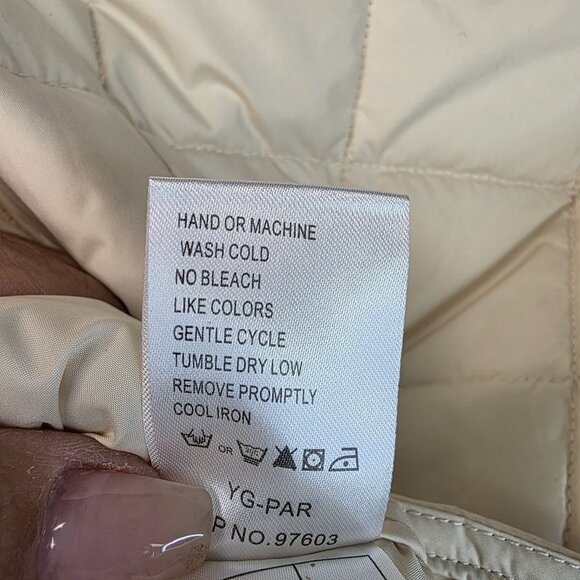 HAND OR MACHINE
WASH COLD
NO BLEACH
LIKE COLORS
GENTLE CYCLE
TUMBLE DRY LOW
REMOVE PROMPTLY
COOL IRON
OR
YG-PAR
P NO.97603